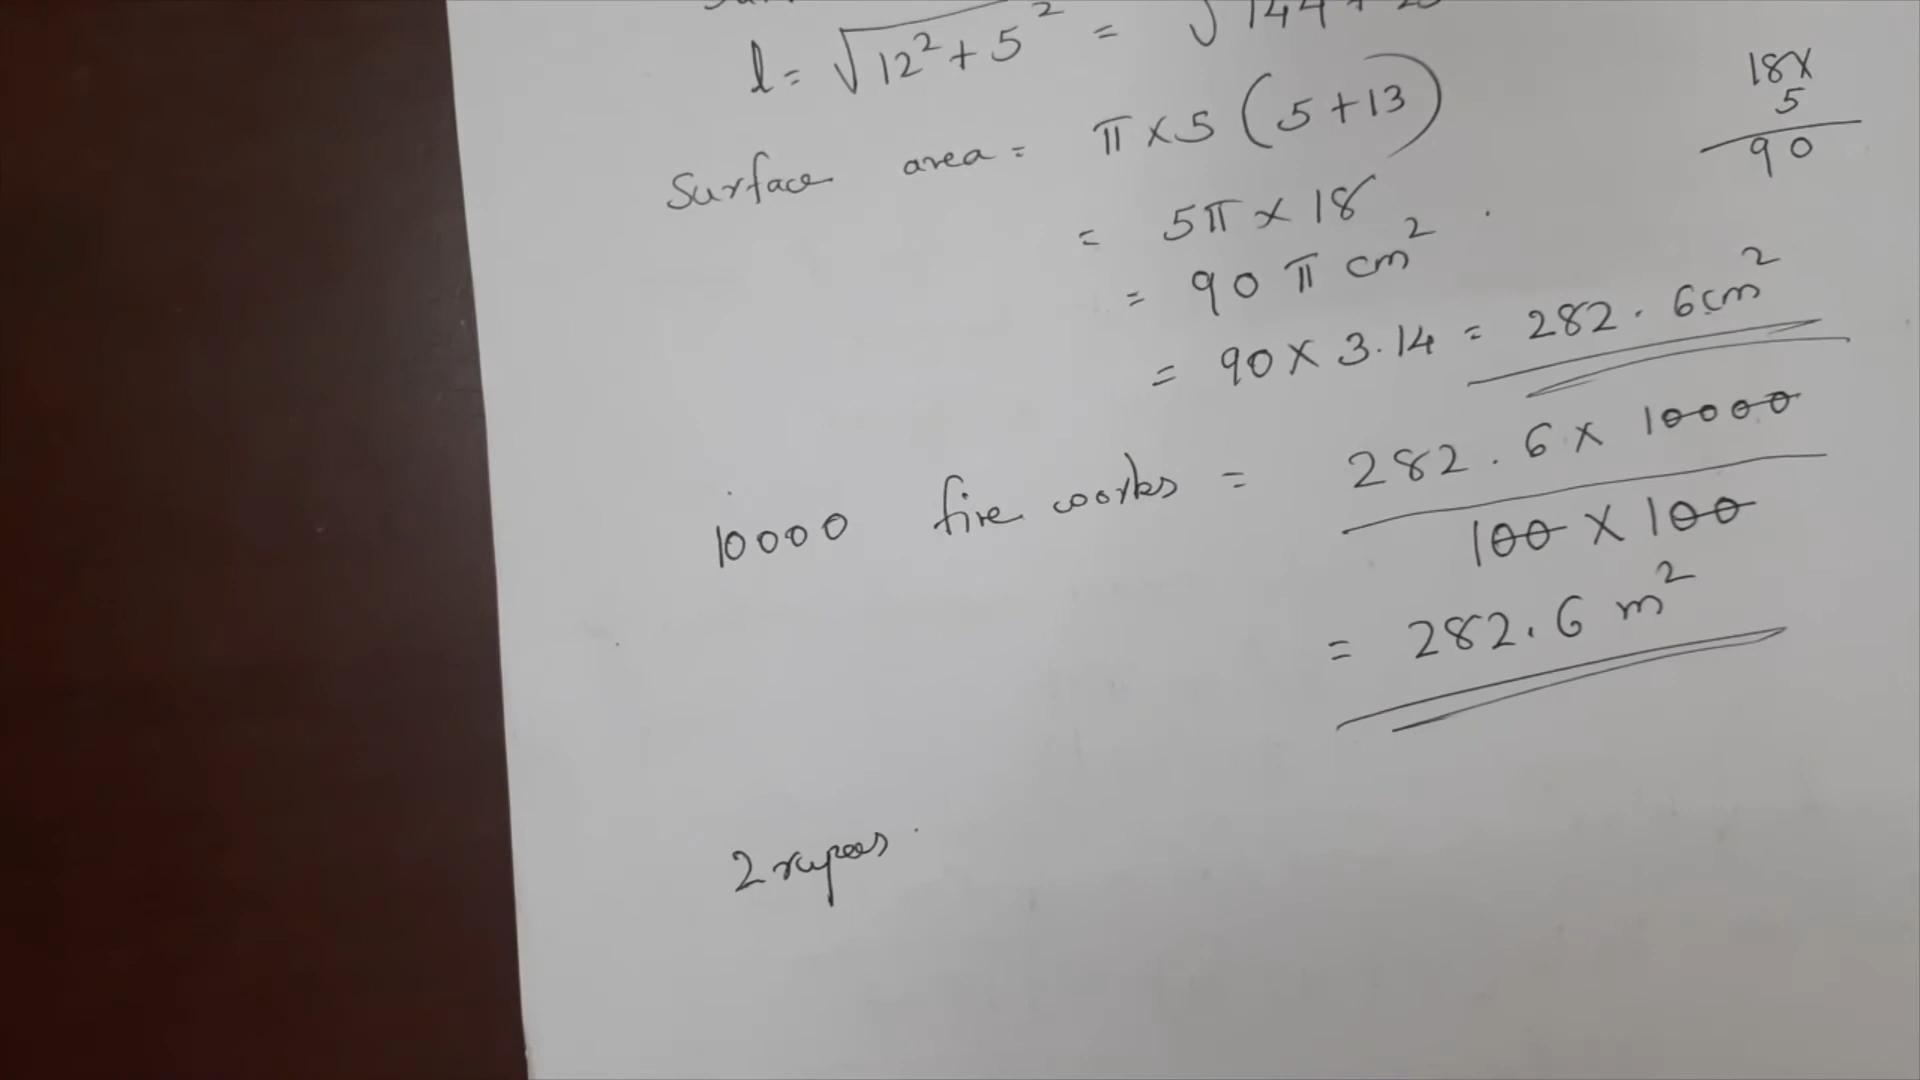 l = √12² + 5² = √144 +
Surface area = π × 5 (5 + 13)
= 5π × 18
= 90 π cm²
= 90 × 3.14 = 282.6 cm²
18 ×
5
90
10000 fire works = 282.6 × 10000
100 × 100
= 282.6 m²
2 rupees